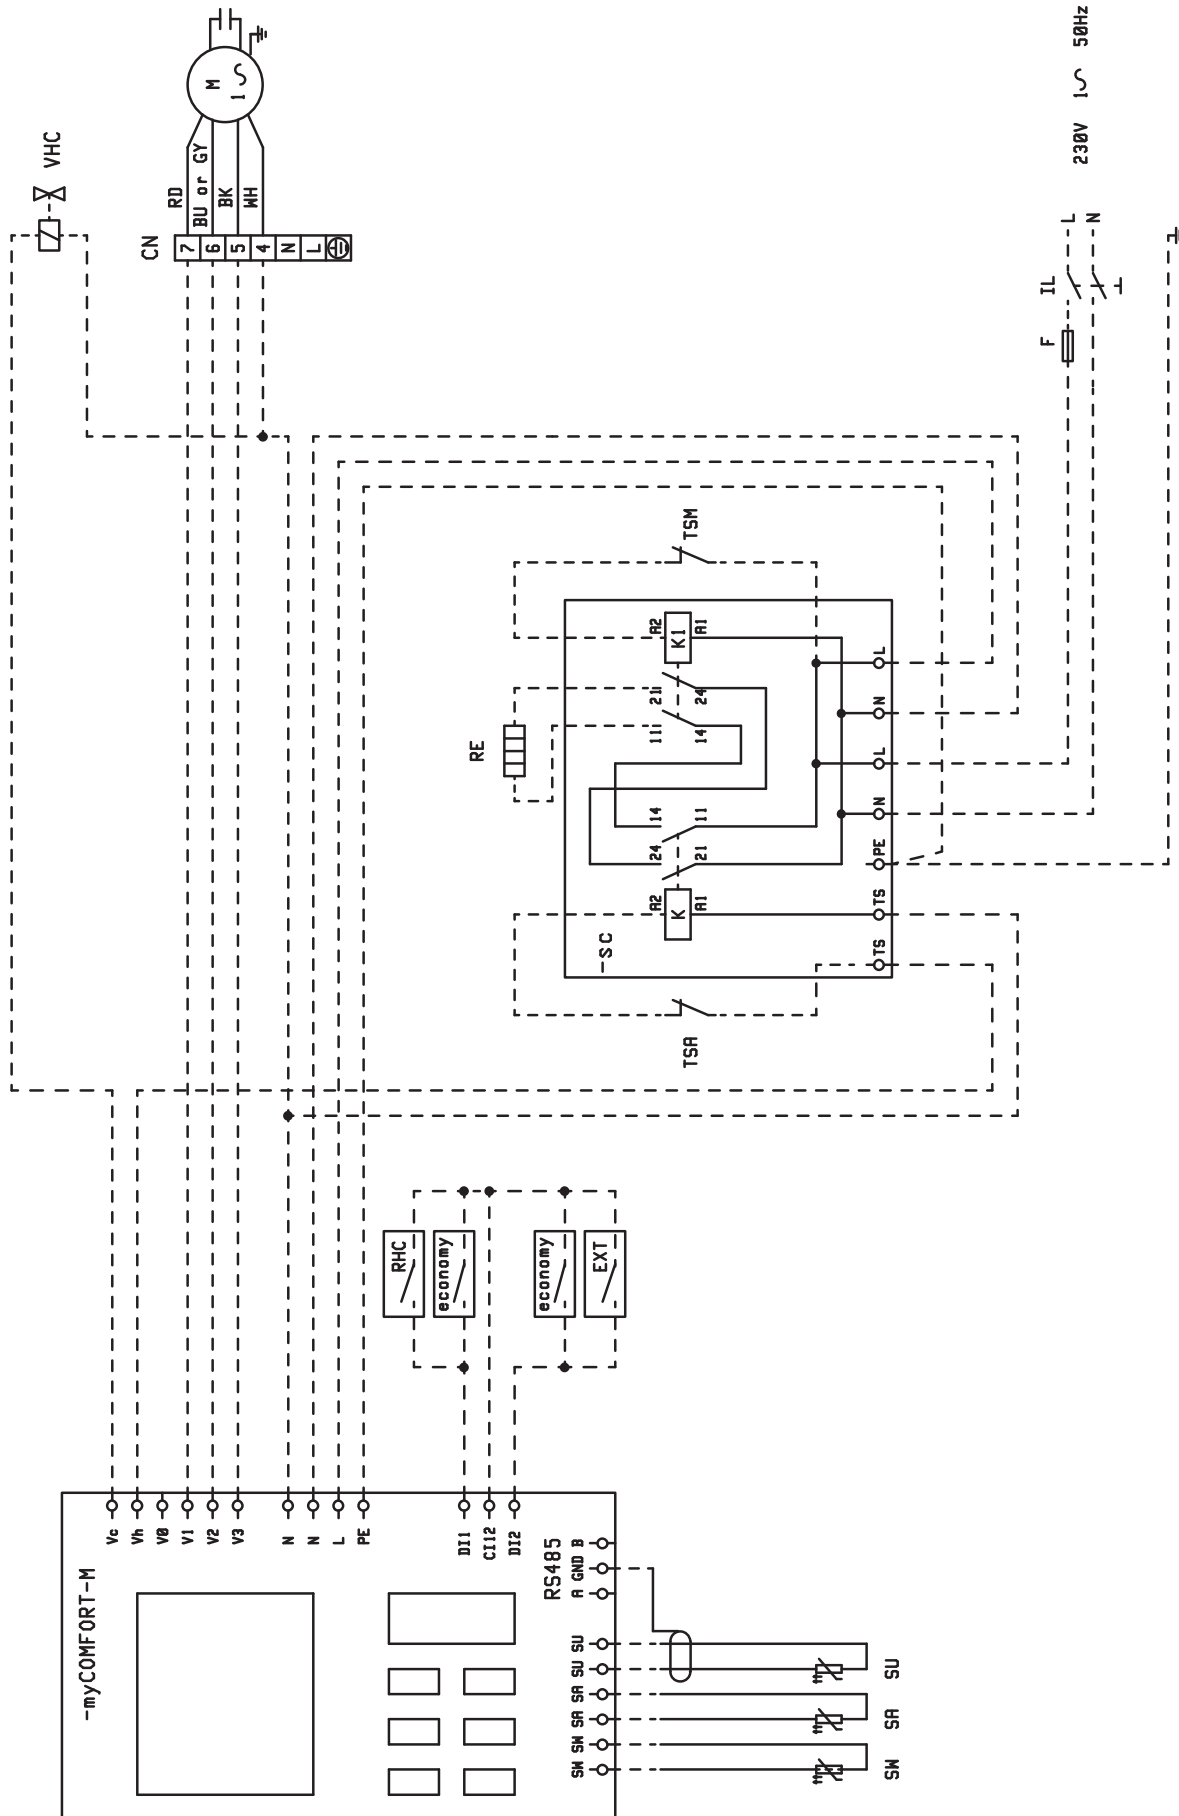 -myCOMFORT-M
Vc
Vh
V0
V1
V2
V3
N
N
L
PE
DI1
CI12
DI2
RS485
B
GND
A
SU
SU
SA
SA
SW
SW
SU
SA
SW
RHC
economy
economy
EXT
VHC
CN
7
6
5
4
N
L
RD
BU or GY
BK
WH
M
1
-SC
TSA
TSM
RE
K
A2
A1
24
21
14
11
K1
A2
A1
21
24
11
14
TS
TS
PE
N
L
N
L
F
IL
L
N
230V 1 50Hz